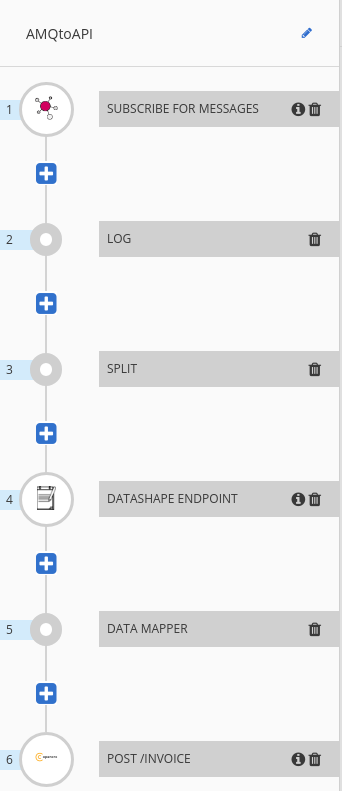 AMQtoAPI
1 SUBSCRIBE FOR MESSAGES
2 LOG
3 SPLIT
4 DATASHAPE ENDPOINT
5 DATA MAPPER
6 POST /INVOICE